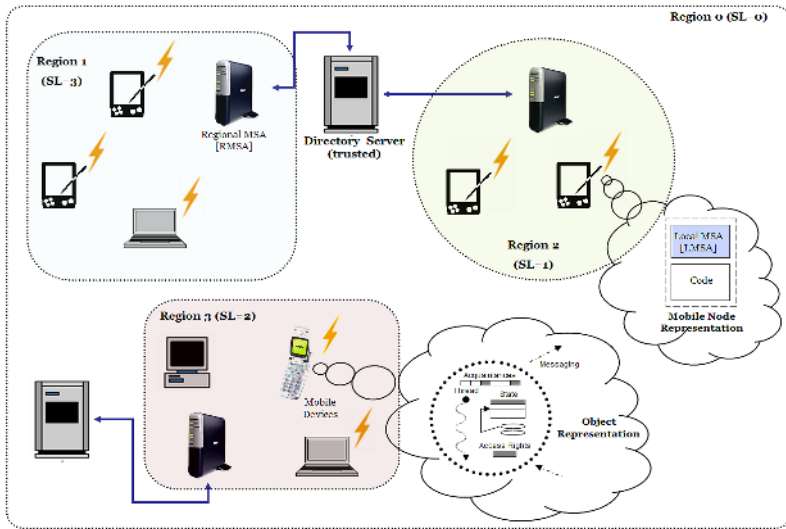 Region 0 (SL=0)
Region 1
(SL=3)
Regional MSA
[RMSA]
Directory Server
(trusted)
Region 2
(SL=1)
Local MSA
[LMSA]
Code
Mobile Node
Representation
Region 3 (SL=2)
Mobile
Devices
Acquaintances
Thread
State
Access Rights
Messaging
Object
Representation